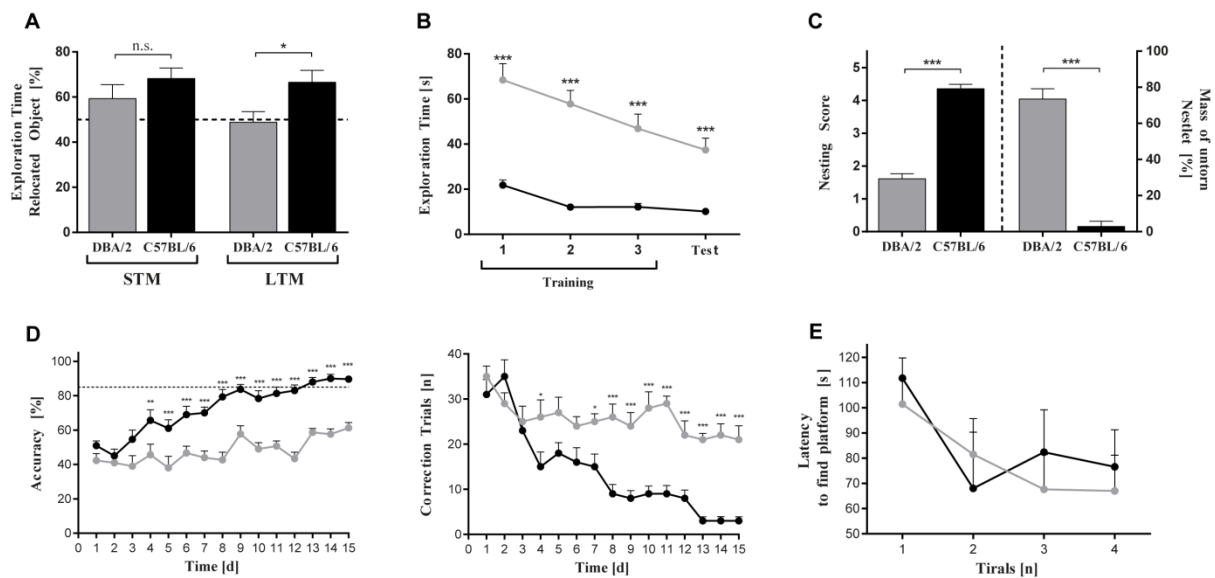 A
Exploration Time
Relocated Object [%]
80
60
40
20
0
n.s.
*
DBA/2 C57BL/6 DBA/2 C57BL/6
STM LTM
B
Exploration Time [s]
80
60
40
20
0
***
***
***
***
1 2 3 Test
Training
C
Nesting Score
5
4
3
2
1
0
***
***
100
80
60
40
20
0
Mass of untorn
Nestlet [%]
DBA/2 C57BL/6 DBA/2 C57BL/6
D
Accuracy [%]
100
80
60
40
20
0
** *** *** *** *** *** *** *** *** *** *** ***
0 1 2 3 4 5 6 7 8 9 10 11 12 13 14 15
Time [d]
Correction Trials [n]
40
30
20
10
0
* * *** *** *** *** *** *** *** ***
0 1 2 3 4 5 6 7 8 9 10 11 12 13 14 15
Time [d]
E
Latency
to find platform [s]
120
110
100
90
80
70
60
50
1 2 3 4
Tirals [n]